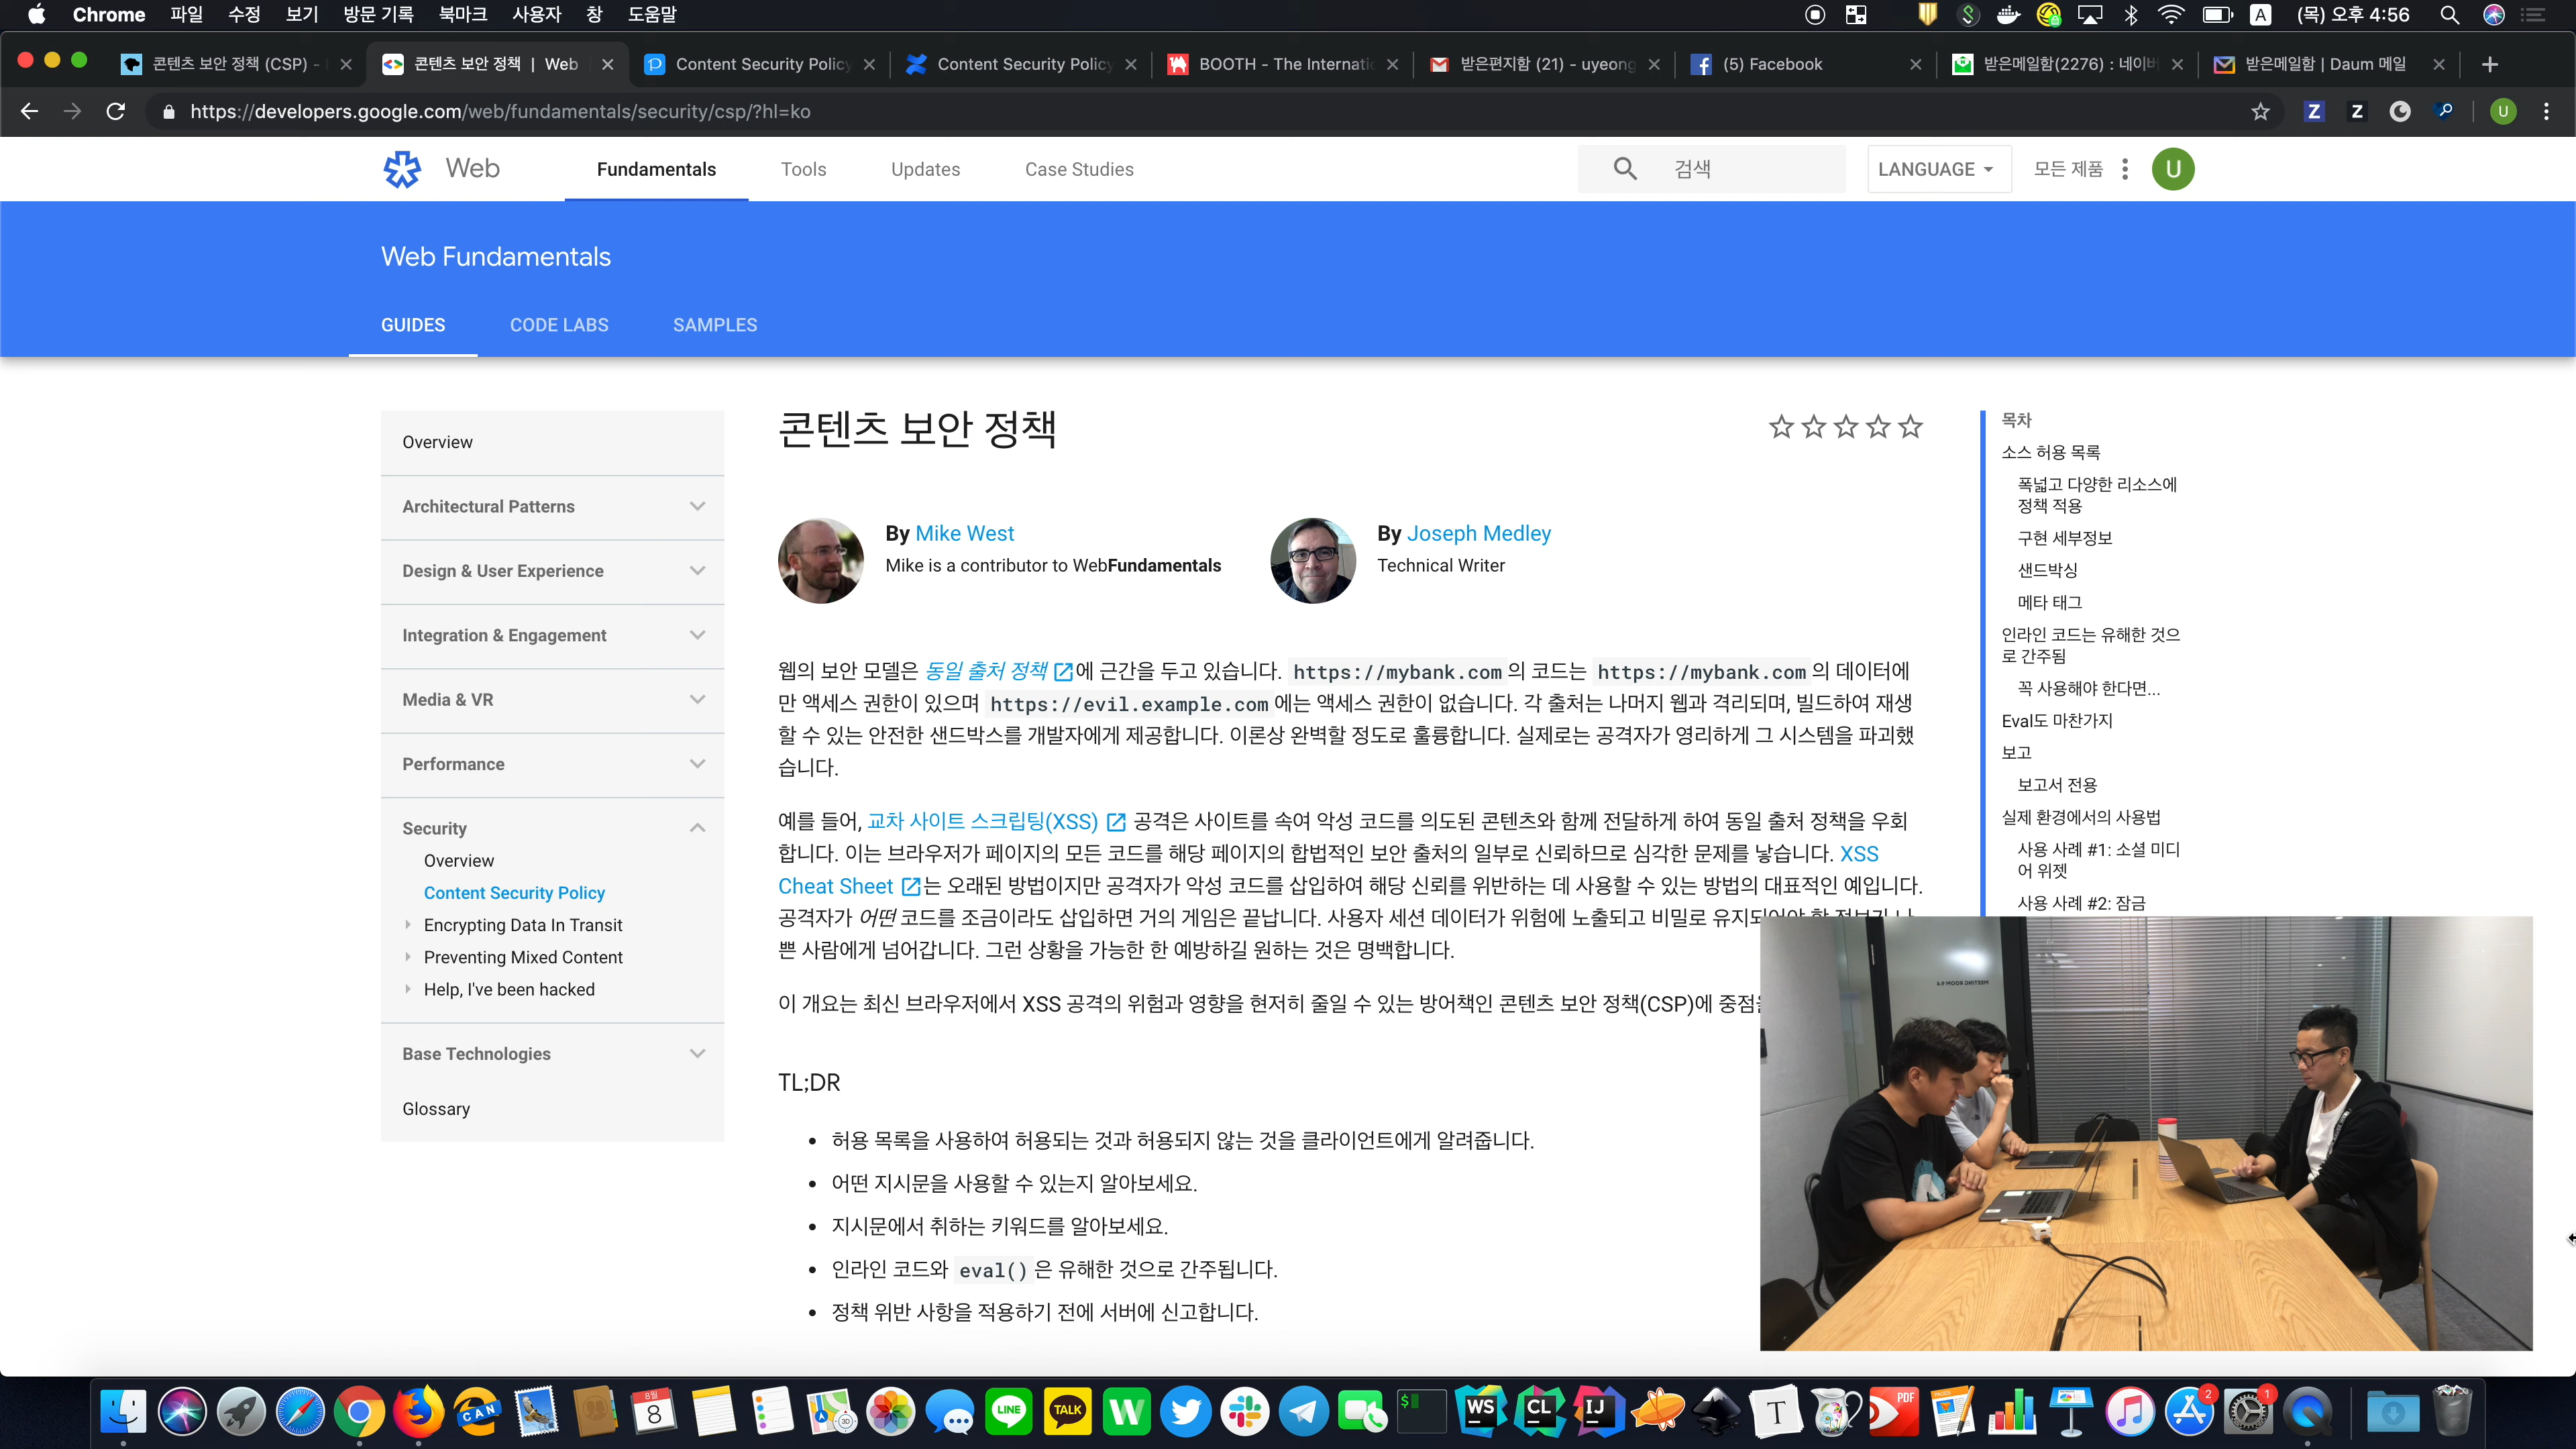 Chrome 파일 수정 보기 방문 기록 북마크 사용자 창 도움말
A (목) 오후 4:56
콘텐츠 보안 정책 (CSP) -
콘텐츠 보안 정책 | Web
Content Security Policy
Content Security Policy
BOOTH - The Internatio
받은편지함 (21) - uyeong
(5) Facebook
받은메일함(2276) : 네이버
받은메일함 | Daum 메일
https://developers.google.com/web/fundamentals/security/csp/?hl=ko
Z Z U
Web Fundamentals Tools Updates Case Studies
검색 LANGUAGE 모든 제품 U
Web Fundamentals
GUIDES CODE LABS SAMPLES
Overview
Architectural Patterns
Design & User Experience
Integration & Engagement
Media & VR
Performance
Security
Overview
Content Security Policy
Encrypting Data In Transit
Preventing Mixed Content
Help, I've been hacked
Base Technologies
Glossary
콘텐츠 보안 정책
By Mike West
Mike is a contributor to WebFundamentals
By Joseph Medley
Technical Writer
웹의 보안 모델은 동일 출처 정책 에 근간을 두고 있습니다. https://mybank.com 의 코드는 https://mybank.com 의 데이터에
만 액세스 권한이 있으며 https://evil.example.com 에는 액세스 권한이 없습니다. 각 출처는 나머지 웹과 격리되며, 빌드하여 재생
할 수 있는 안전한 샌드박스를 개발자에게 제공합니다. 이론상 완벽할 정도로 훌륭합니다. 실제로는 공격자가 영리하게 그 시스템을 파괴했
습니다.
예를 들어, 교차 사이트 스크립팅(XSS) 공격은 사이트를 속여 악성 코드를 의도된 콘텐츠와 함께 전달하게 하여 동일 출처 정책을 우회
합니다. 이는 브라우저가 페이지의 모든 코드를 해당 페이지의 합법적인 보안 출처의 일부로 신뢰하므로 심각한 문제를 낳습니다. XSS
Cheat Sheet 는 오래된 방법이지만 공격자가 악성 코드를 삽입하여 해당 신뢰를 위반하는 데 사용할 수 있는 방법의 대표적인 예입니다.
공격자가 어떤 코드를 조금이라도 삽입하면 거의 게임은 끝납니다. 사용자 세션 데이터가 위험에 노출되고 비밀로 유지되어야 할 정보가 나
쁜 사람에게 넘어갑니다. 그런 상황을 가능한 한 예방하길 원하는 것은 명백합니다.
이 개요는 최신 브라우저에서 XSS 공격의 위험과 영향을 현저히 줄일 수 있는 방어책인 콘텐츠 보안 정책(CSP)에 중점을
TL;DR
• 허용 목록을 사용하여 허용되는 것과 허용되지 않는 것을 클라이언트에게 알려줍니다.
• 어떤 지시문을 사용할 수 있는지 알아보세요.
• 지시문에서 취하는 키워드를 알아보세요.
• 인라인 코드와 eval() 은 유해한 것으로 간주됩니다.
• 정책 위반 사항을 적용하기 전에 서버에 신고합니다.
목차
소스 허용 목록
폭넓고 다양한 리소스에
정책 적용
구현 세부정보
샌드박싱
메타 태그
인라인 코드는 유해한 것으
로 간주됨
꼭 사용해야 한다면...
Eval도 마찬가지
보고
보고서 전용
실제 환경에서의 사용법
사용 사례 #1: 소셜 미디
어 위젯
사용 사례 #2: 잠금
CAN
8월
8
3D
LINE
TALK
W
$
WS
CL
IJ
T
PDF
PAGES
2
1